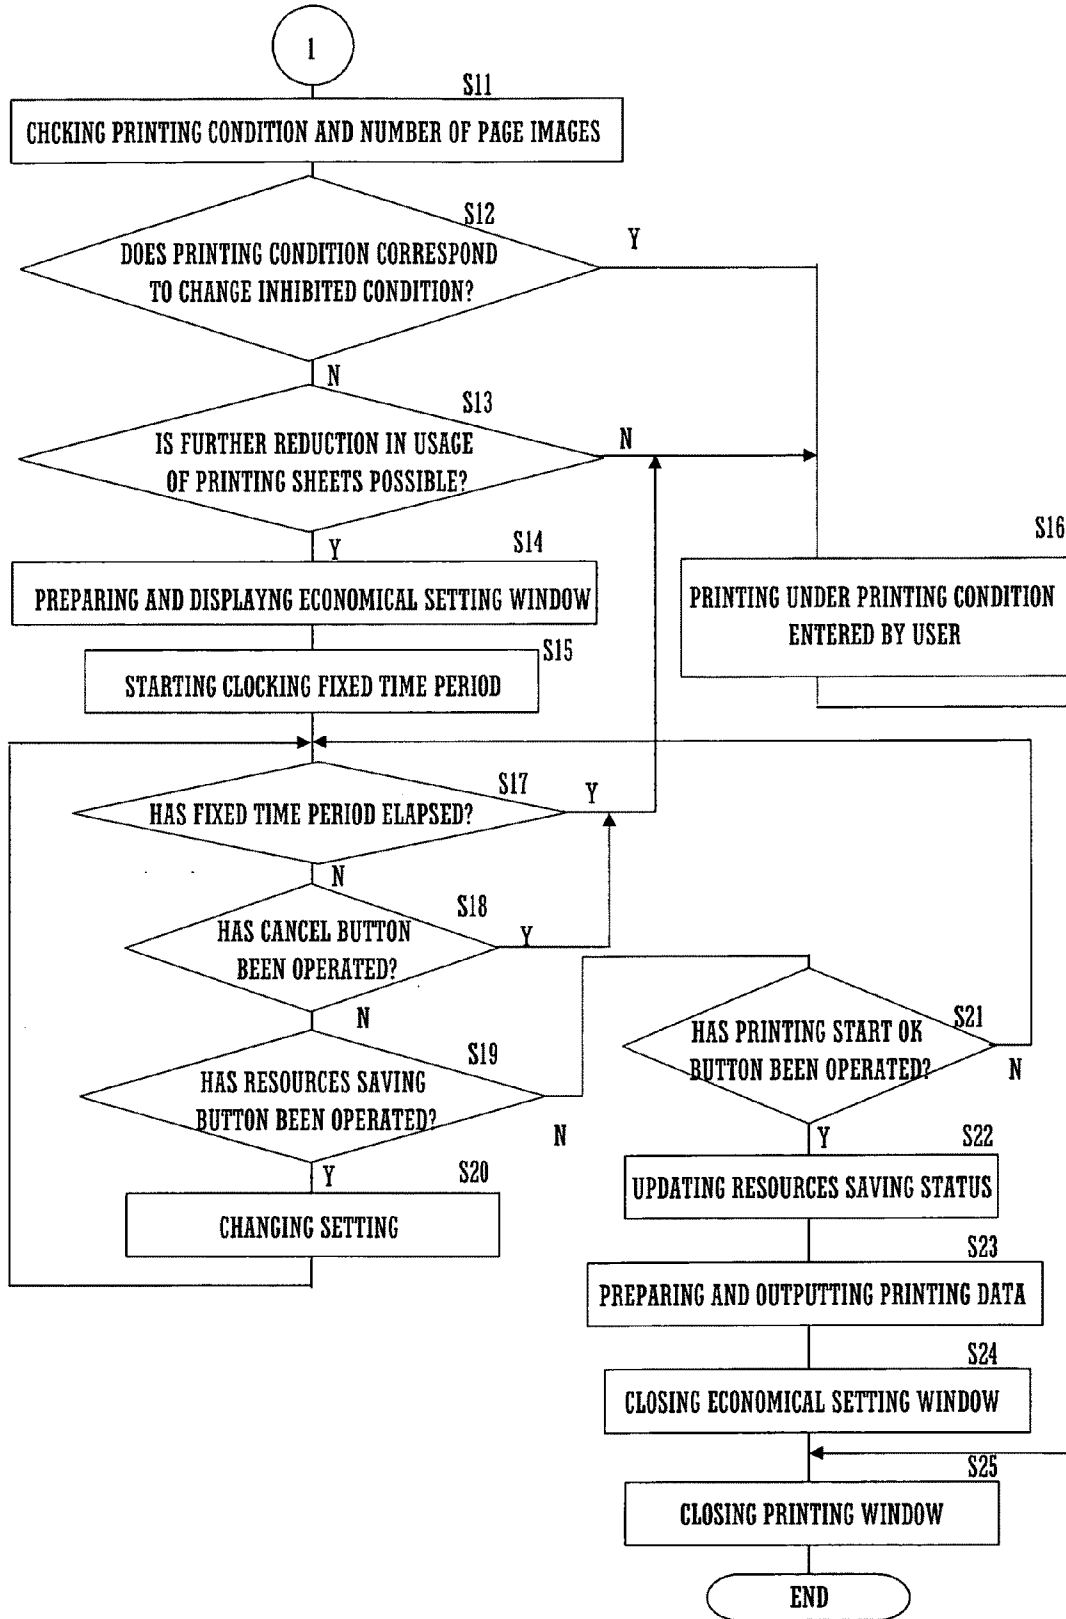 1
S11
CHCKING PRINTING CONDITION AND NUMBER OF PAGE IMAGES
S12
DOES PRINTING CONDITION CORRESPOND
TO CHANGE INHIBITED CONDITION?
Y
N
S13
IS FURTHER REDUCTION IN USAGE
OF PRINTING SHEETS POSSIBLE?
N
Y
S14
PREPARING AND DISPLAYNG ECONOMICAL SETTING WINDOW
S16
PRINTING UNDER PRINTING CONDITION
ENTERED BY USER
S15
STARTING CLOCKING FIXED TIME PERIOD
S17
HAS FIXED TIME PERIOD ELAPSED?
Y
N
S18
HAS CANCEL BUTTON
BEEN OPERATED?
Y
N
S19
HAS RESOURCES SAVING
BUTTON BEEN OPERATED?
N
Y
S20
CHANGING SETTING
S21
HAS PRINTING START OK
BUTTON BEEN OPERATED?
N
Y
S22
UPDATING RESOURCES SAVING STATUS
S23
PREPARING AND OUTPUTTING PRINTING DATA
S24
CLOSING ECONOMICAL SETTING WINDOW
S25
CLOSING PRINTING WINDOW
END